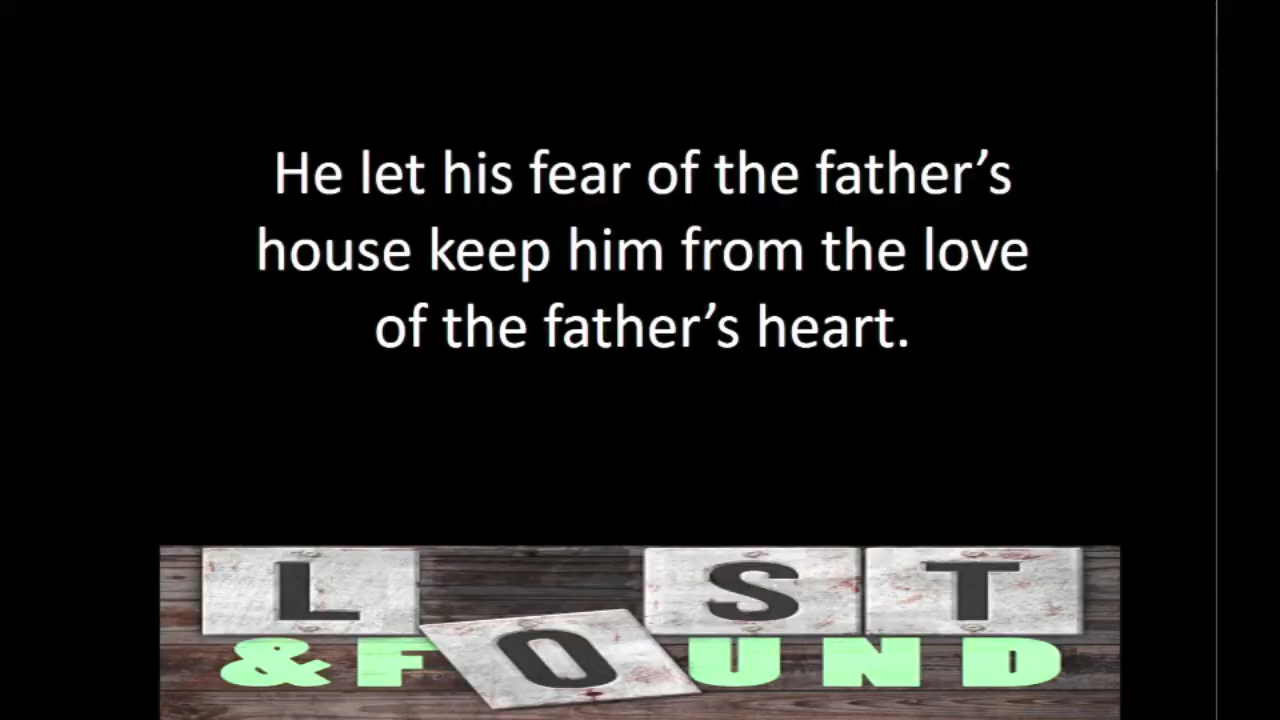 He let his fear of the father’s
house keep him from the love
of the father’s heart.
LOST
& FOUND